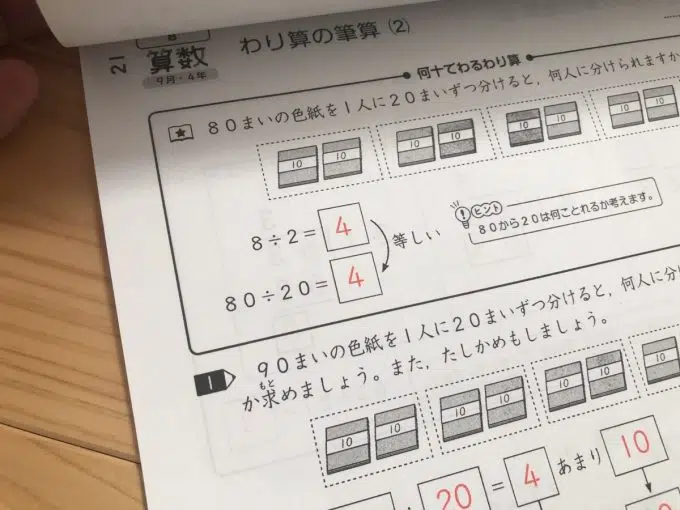 21
8
算数
9月・4年
わり算の筆算 (2)
何十でわるわり算
80まいの色紙を1人に20まいずつ分けると，何人に分けられますか
10 10 10 10 10 10 10 10
8÷2=4
等しい
80÷20=4
ヒント
80から20は何ことれるか考えます。
1
90まいの色紙を1人に20まいずつ分けると，何人に分
か求めましょう。また，たしかめもしましょう。
もと
10 10 10 10 10 10 10
20 = 4 あまり 10